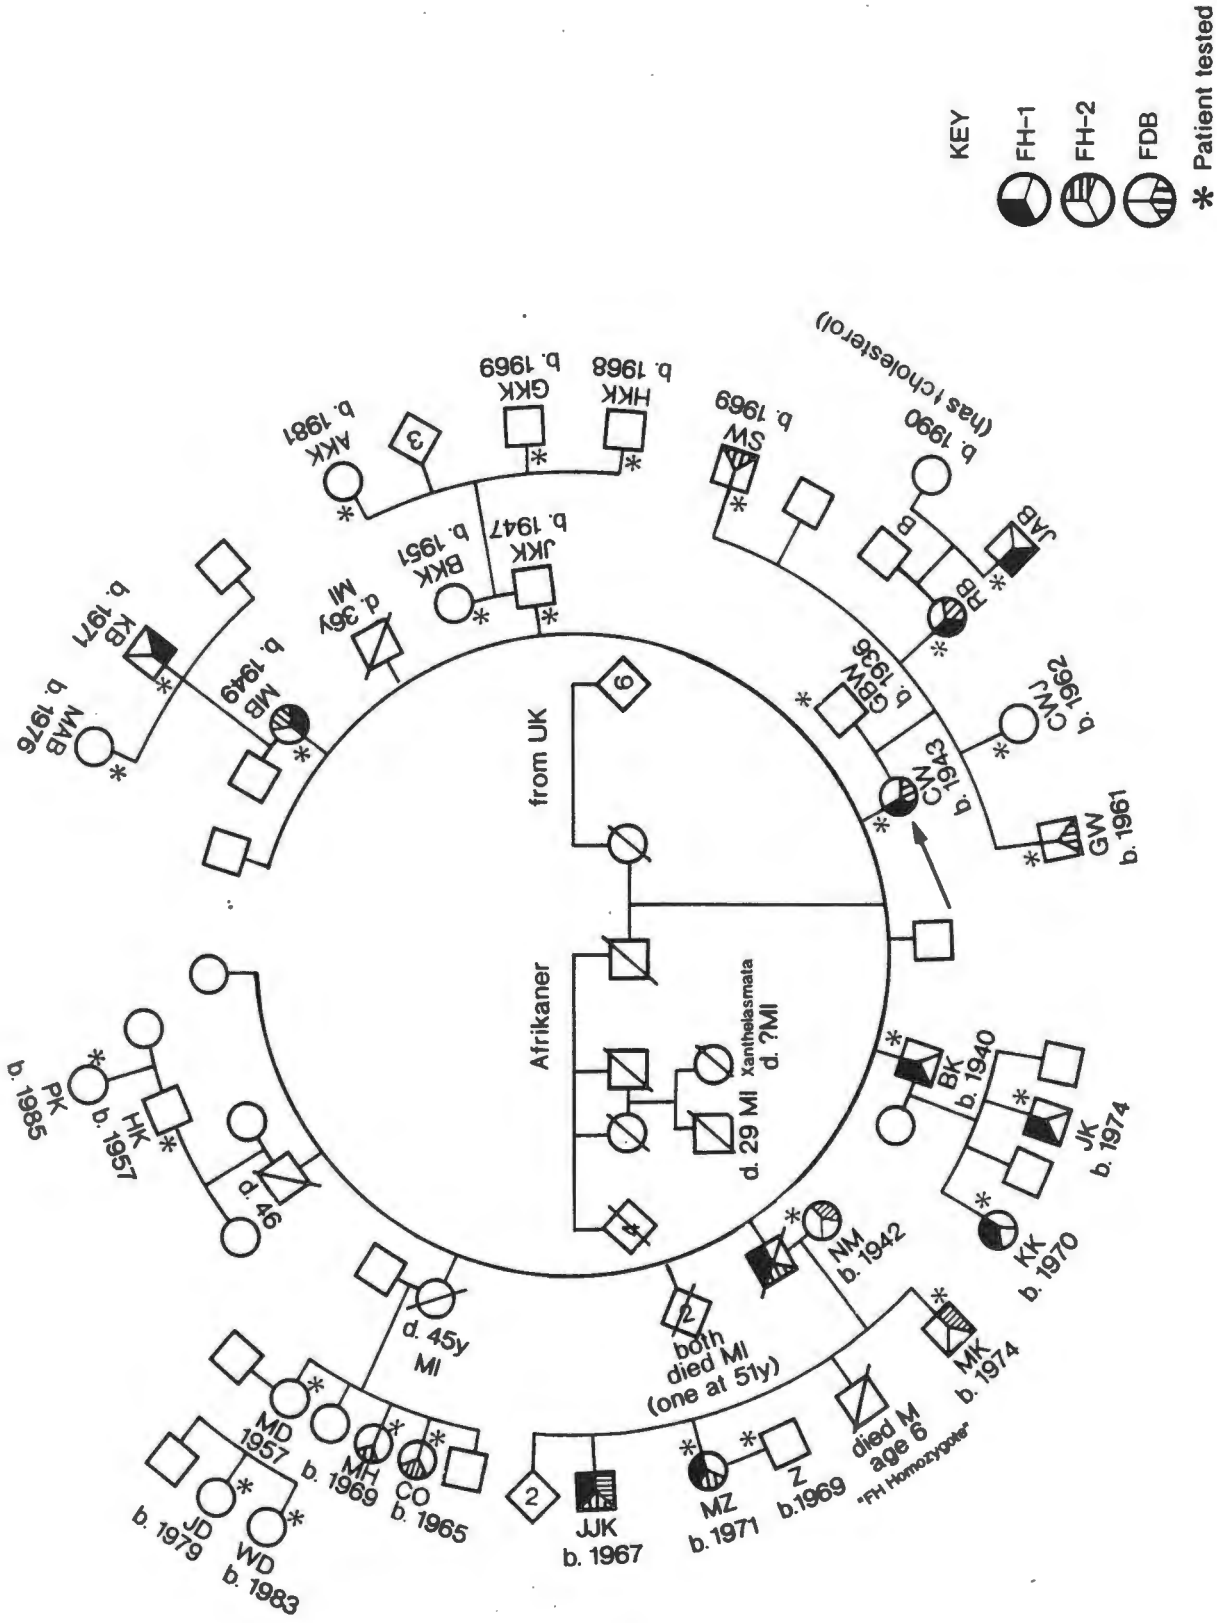 KEY
FH-1
FH-2
FDB
* Patient tested
from UK
6
Afrikaner
4
d. 29 MI
Xanthelasmata
d. ?MI
MAB
b. 1976
KB
b. 1971
MB
b. 1949
d. 36y
MI
BKK
b. 1951
JKK
b. 1947
AKK
b. 1981
3
GKK
b. 1969
HKK
b. 1968
SW
b. 1969
B
b. 1990
(has ↑ cholesterol)
RB
JAB
GBW
b. 1936
CW
b. 1943
CWJ
b. 1962
GW
b. 1961
BK
b. 1940
JK
b. 1974
KK
b. 1970
NM
b. 1942
MK
b. 1974
died M
age 6
"FH Homozygote"
Z
b.1969
MZ
b. 1971
JJK
b. 1967
2
2
both
died MI
(one at 51y)
d. 45y
MI
MD
1957
MH
b. 1969
CO
b. 1965
JD
b. 1979
WD
b. 1983
d. 46
HK
b. 1957
PK
b. 1985